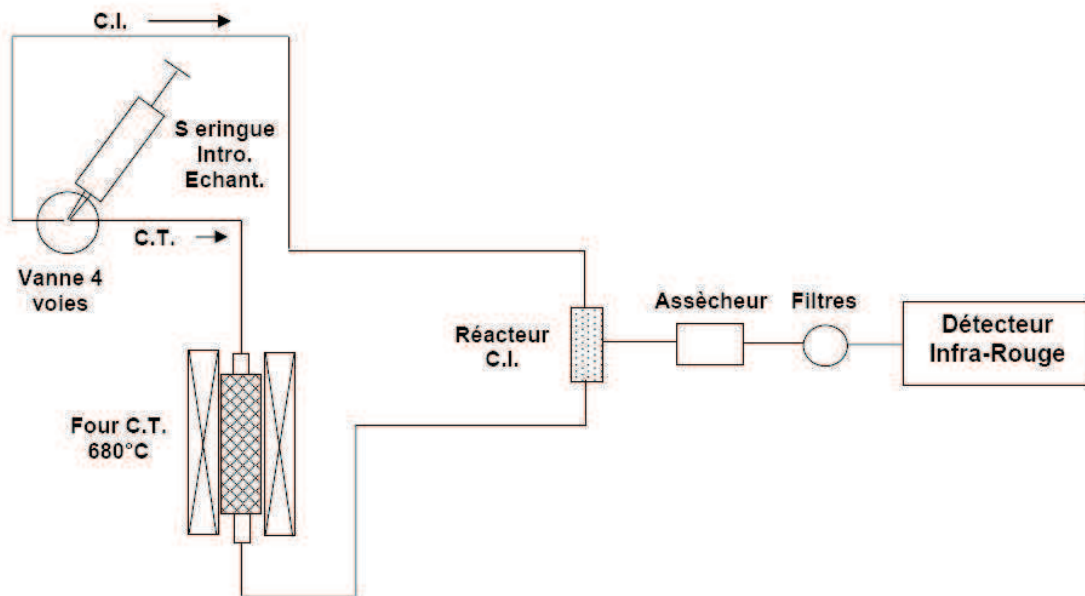 C.I.
S eringue
Intro.
Echant.
C.T.
Vanne 4
voies
Réacteur
C.I.
Assècheur
Filtres
Détecteur
Infra-Rouge
Four C.T.
680°C